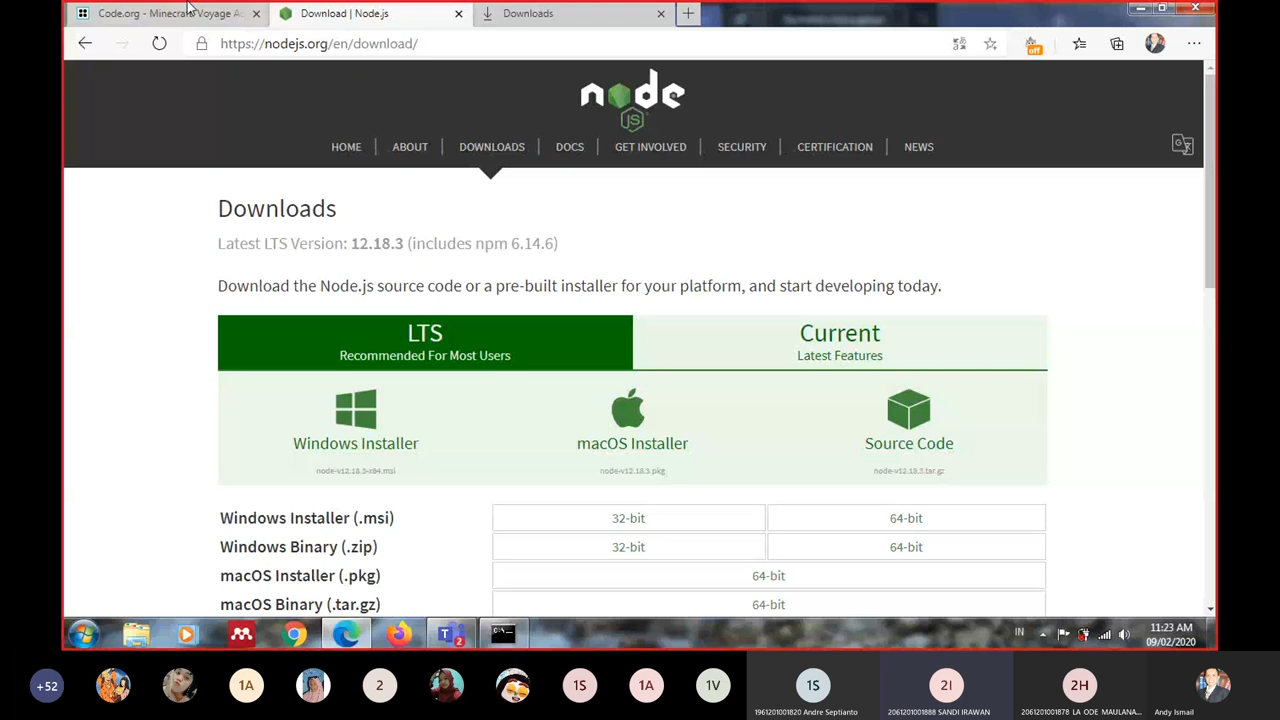 Code.org - Minecraft Voyage A
Download | Node.js
Downloads
https://nodejs.org/en/download/
off
node
JS
HOME
ABOUT
DOWNLOADS
DOCS
GET INVOLVED
SECURITY
CERTIFICATION
NEWS
Downloads
Latest LTS Version: 12.18.3 (includes npm 6.14.6)
Download the Node.js source code or a pre-built installer for your platform, and start developing today.
LTS
Recommended For Most Users
Current
Latest Features
Windows Installer
node-v12.18.3-x64.msi
macOS Installer
node-v12.18.3.pkg
Source Code
node-v12.18.3.tar.gz
Windows Installer (.msi) 32-bit 64-bit
Windows Binary (.zip) 32-bit 64-bit
macOS Installer (.pkg) 64-bit
macOS Binary (.tar.gz) 64-bit
IN
11:23 AM
09/02/2020
+52
1A
2
1S
1A
1V
1S
1961201001820 Andre Septianto
2I
2061201001888 SANDI IRAWAN
2H
2061201001878 LA ODE MAULANA...
Andy Ismail